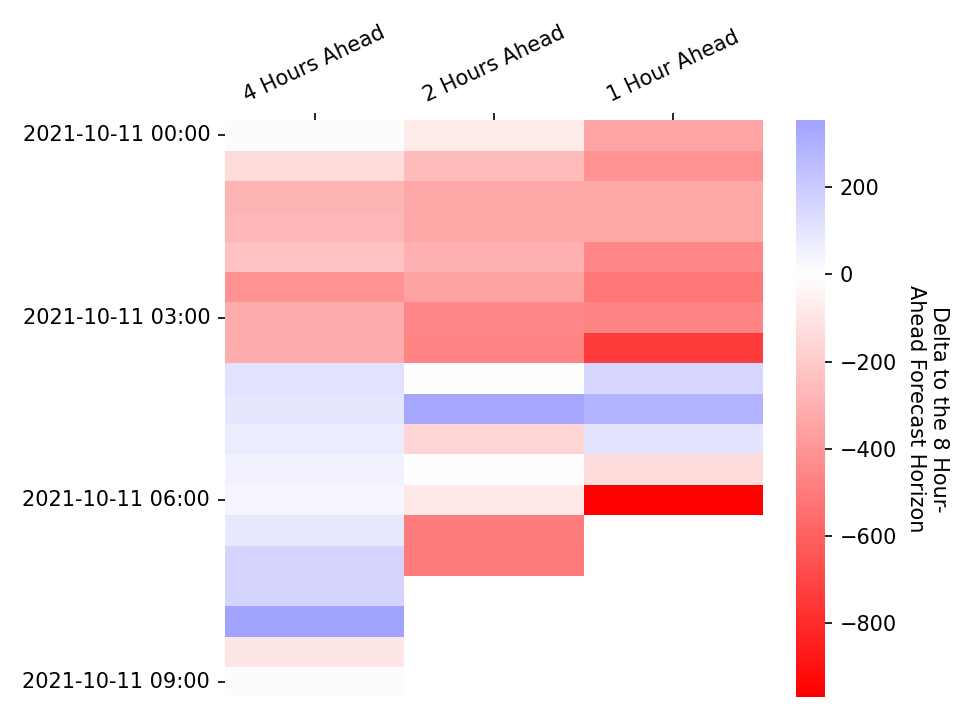 4 Hours Ahead
2 Hours Ahead
1 Hour Ahead
2021-10-11 00:00
2021-10-11 03:00
2021-10-11 06:00
2021-10-11 09:00
200
0
−200
−400
−600
−800
Delta to the 8 Hour-
Ahead Forecast Horizon